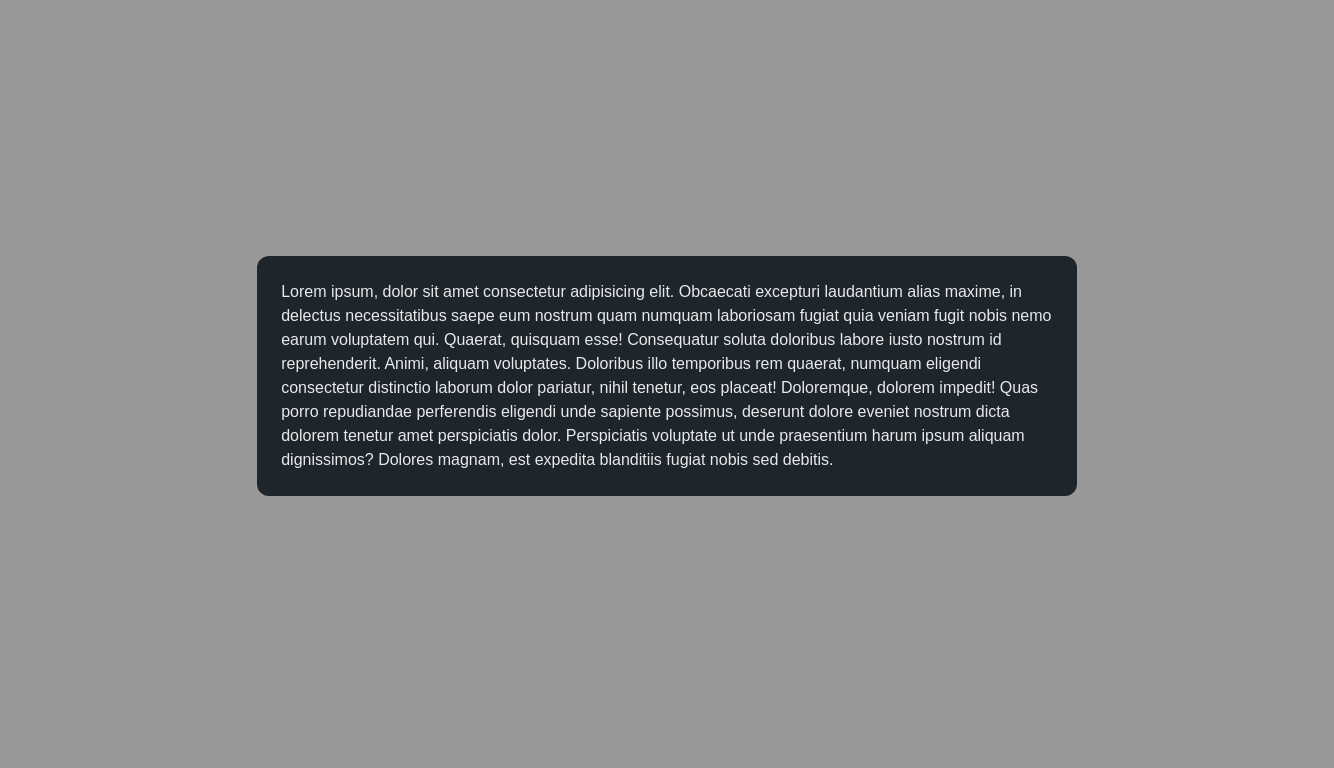 Lorem ipsum, dolor sit amet consectetur adipisicing elit. Obcaecati excepturi laudantium alias maxime, in
delectus necessitatibus saepe eum nostrum quam numquam laboriosam fugiat quia veniam fugit nobis nemo
earum voluptatem qui. Quaerat, quisquam esse! Consequatur soluta doloribus labore iusto nostrum id
reprehenderit. Animi, aliquam voluptates. Doloribus illo temporibus rem quaerat, numquam eligendi
consectetur distinctio laborum dolor pariatur, nihil tenetur, eos placeat! Doloremque, dolorem impedit! Quas
porro repudiandae perferendis eligendi unde sapiente possimus, deserunt dolore eveniet nostrum dicta
dolorem tenetur amet perspiciatis dolor. Perspiciatis voluptate ut unde praesentium harum ipsum aliquam
dignissimos? Dolores magnam, est expedita blanditiis fugiat nobis sed debitis.